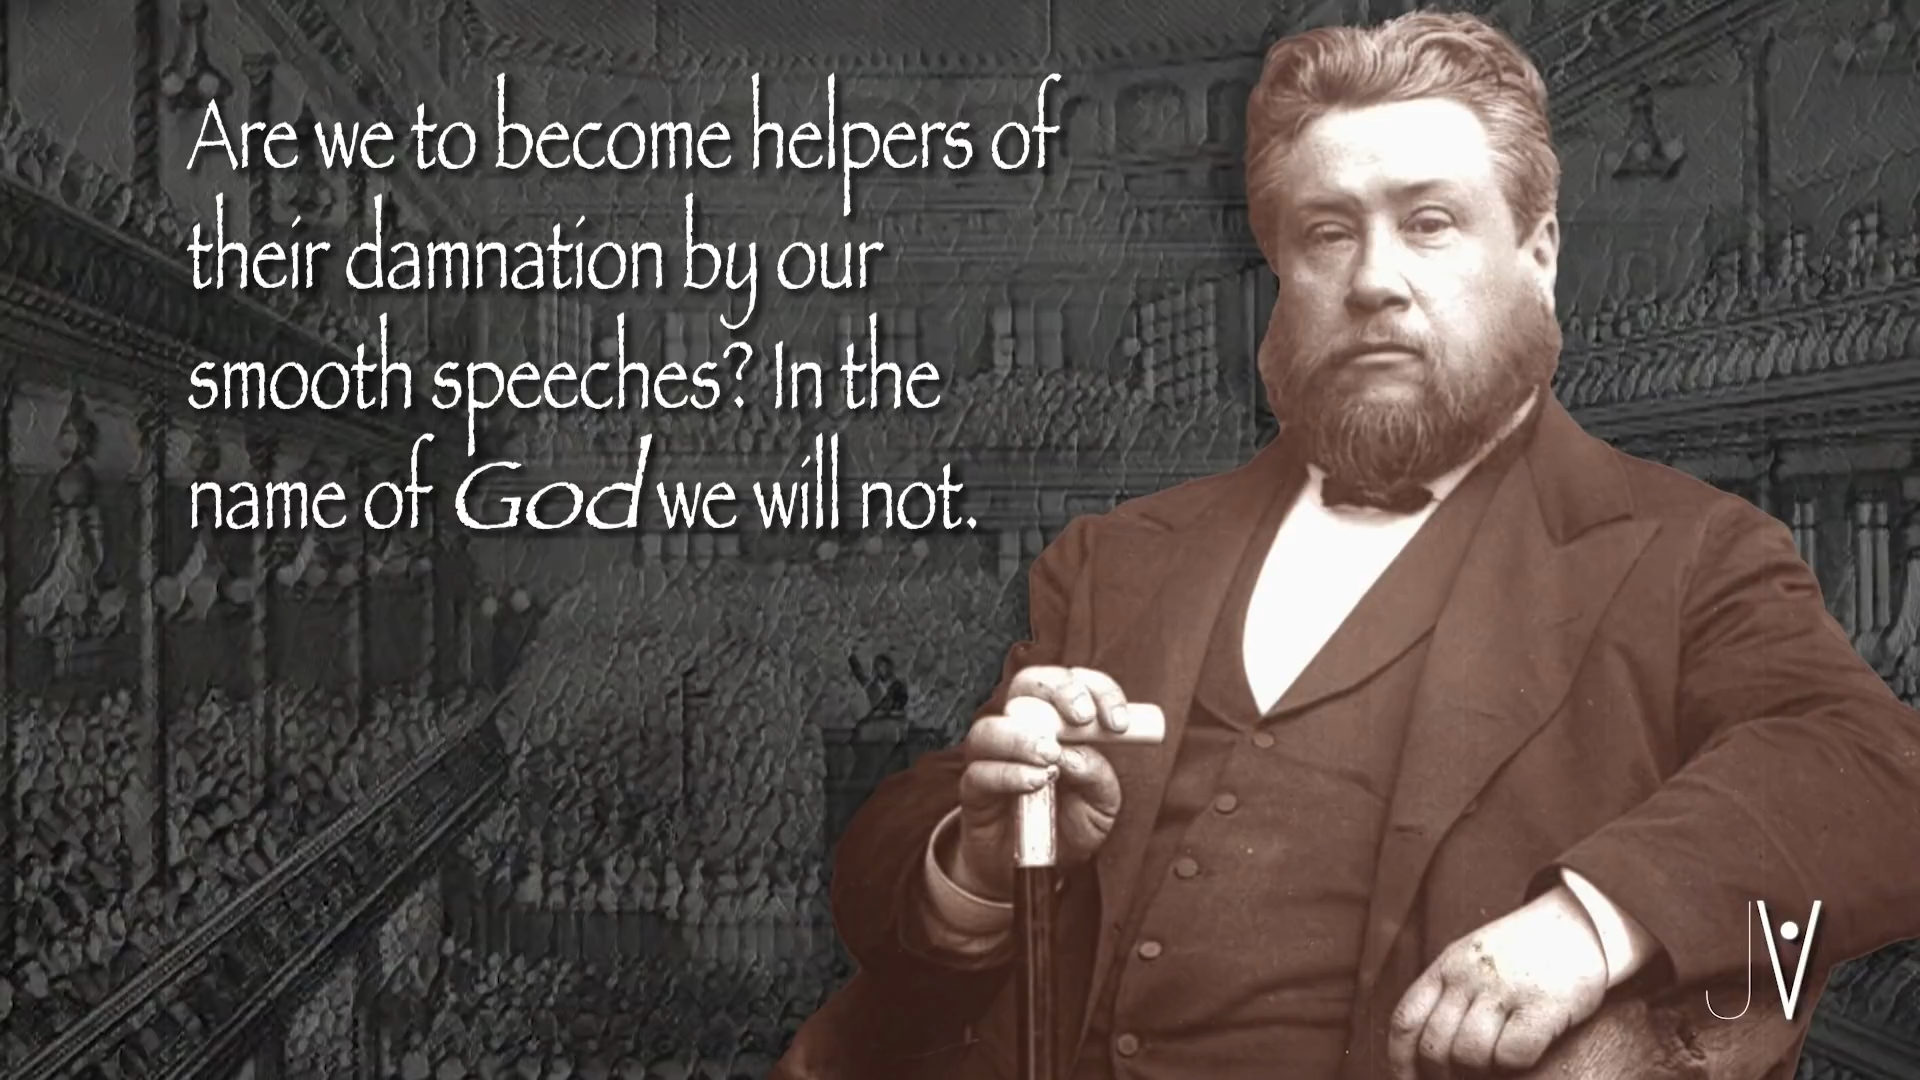 Are we to become helpers of
their damnation by our
smooth speeches? In the
name of God we will not.
JV